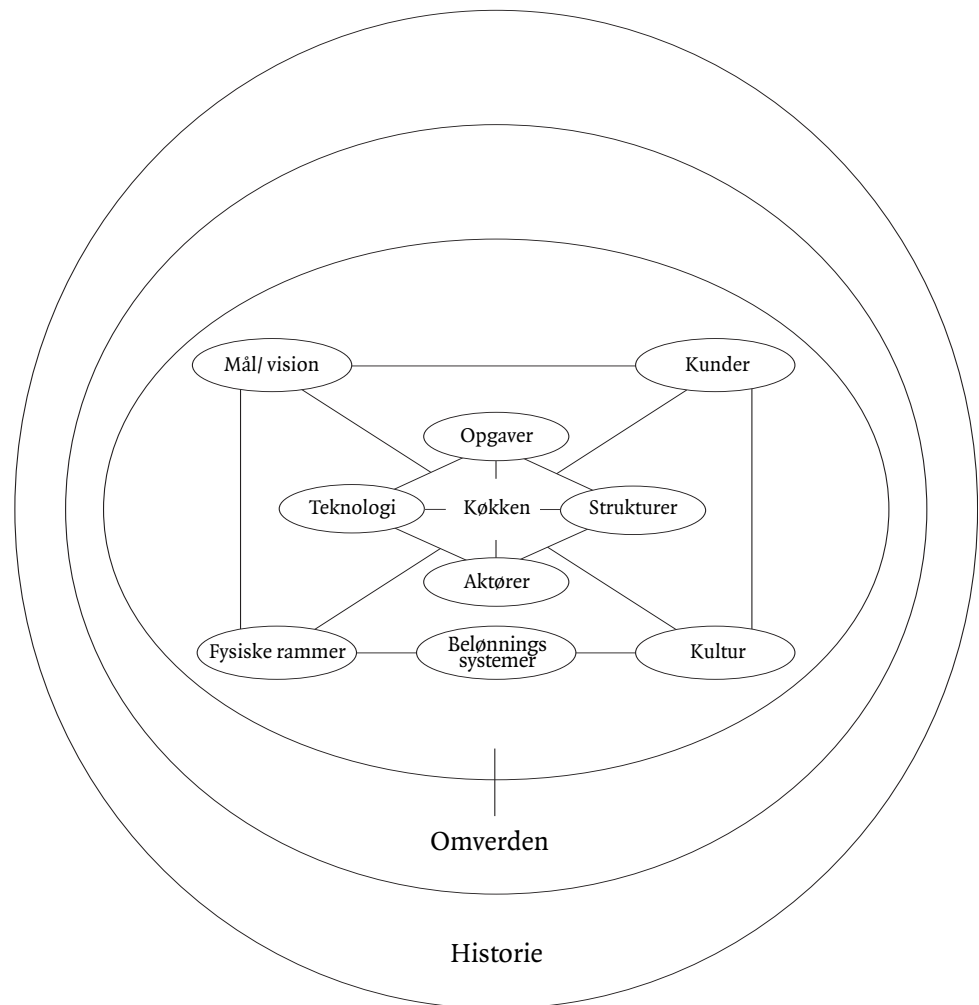 Mål/ vision
Kunder
Opgaver
Teknologi
Køkken
Strukturer
Aktører
Fysiske rammer
Belønnings
systemer
Kultur
Omverden
Historie